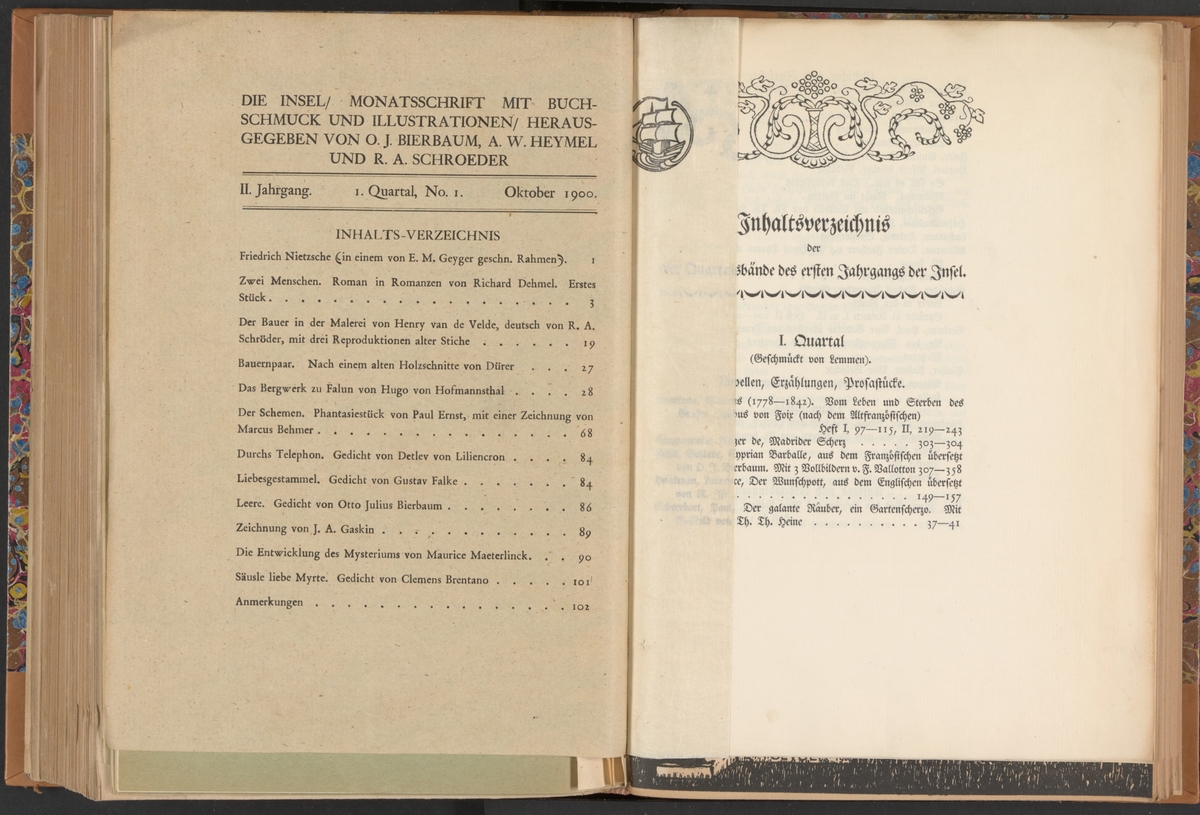 DIE INSEL/ MONATSSCHRIFT MIT BUCH-
SCHMUCK UND ILLUSTRATIONEN/ HERAUS-
GEGEBEN VON O. J. BIERBAUM, A. W. HEYMEL
UND R. A. SCHROEDER
II. Jahrgang. 1. Quartal, No. 1. Oktober 1900.
INHALTS-VERZEICHNIS
Friedrich Nietzsche (in einem von E. M. Geyger geschn. Rahmen). 1
Zwei Menschen. Roman in Romanzen von Richard Dehmel. Erstes
Stück . . . . . . . . . . . . . . . . . . 3
Der Bauer in der Malerei von Henry van de Velde, deutsch von R. A.
Schröder, mit drei Reproduktionen alter Stiche . . . . . . 19
Bauernpaar. Nach einem alten Holzschnitte von Dürer . . . 27
Das Bergwerk zu Falun von Hugo von Hofmannsthal . . . . 28
Der Schemen. Phantasiestück von Paul Ernst, mit einer Zeichnung von
Marcus Behmer . . . . . . . . . . . . . . . 68
Durchs Telephon. Gedicht von Detlev von Liliencron . . . . 84
Liebesgestammel. Gedicht von Gustav Falke . . . . . . . 84
Leere. Gedicht von Otto Julius Bierbaum . . . . . . . . 86
Zeichnung von J. A. Gaskin . . . . . . . . . . . . 89
Die Entwicklung des Mysteriums von Maurice Maeterlinck. . . 90
Säusle liebe Myrte. Gedicht von Clemens Brentano . . . . . 101
Anmerkungen . . . . . . . . . . . . . . . . 102
Inhaltsverzeichnis
der
sbände des ersten Jahrgangs der Insel.
I. Quartal
(Geschmückt von Lemmen).
vellen, Erzählungen, Prosastücke.
s (1778—1842). Vom Leben und Sterben des
bus von Foix (nach dem Altfranzösischen)
Heft I, 97—115, II, 219—243
ger de, Madrider Scherz . . . . . 303—304
yprian Barballe, aus dem Französischen übersetzt
erbaum. Mit 3 Vollbildern v. F. Vallotton 307—358
ce, Der Wunschpott, aus dem Englischen übersetzt
. . . . . . . . . . . . . . . . 149—157
Der galante Räuber, ein Gartenscherzo. Mit
Th. Th. Heine . . . . . . . . . . 37—41